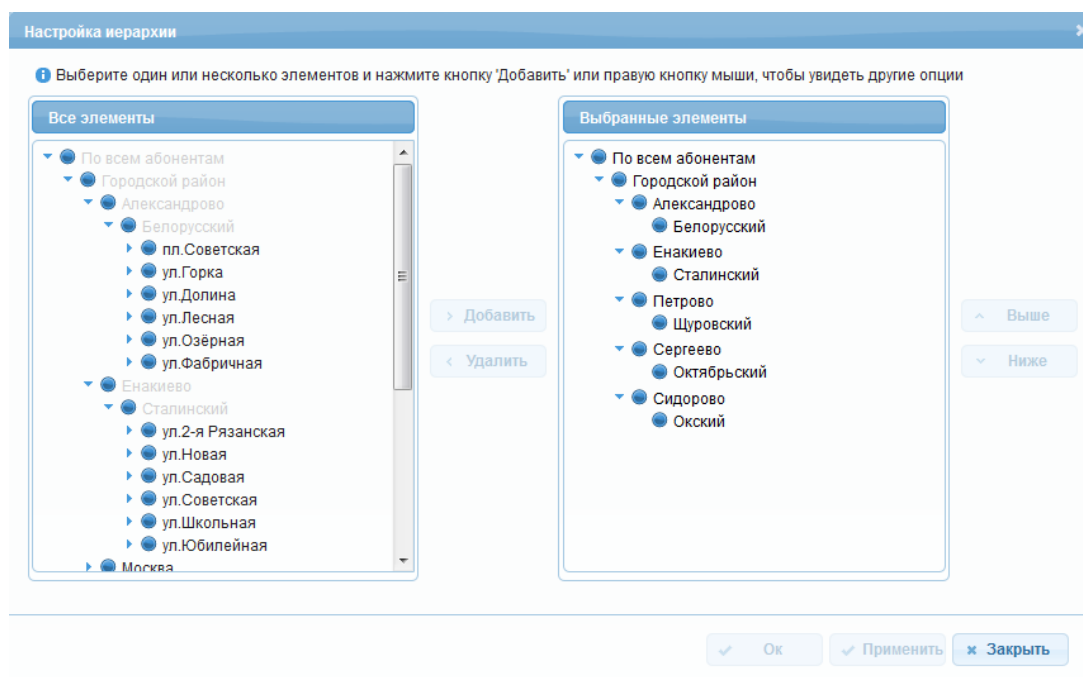 Настройка иерархии
Выберите один или несколько элементов и нажмите кнопку 'Добавить' или правую кнопку мыши, чтобы увидеть другие опции
Все элементы
По всем абонентам
Городской район
Александрово
Белорусский
пл.Советская
ул.Горка
ул.Долина
ул.Лесная
ул.Озёрная
ул.Фабричная
Енакиево
Сталинский
ул.2-я Рязанская
ул.Новая
ул.Садовая
ул.Советская
ул.Школьная
ул.Юбилейная
Москва
Добавить
Удалить
Выбранные элементы
По всем абонентам
Городской район
Александрово
Белорусский
Енакиево
Сталинский
Петрово
Щуровский
Сергеево
Октябрьский
Сидорово
Окский
Выше
Ниже
Ок
Применить
Закрыть